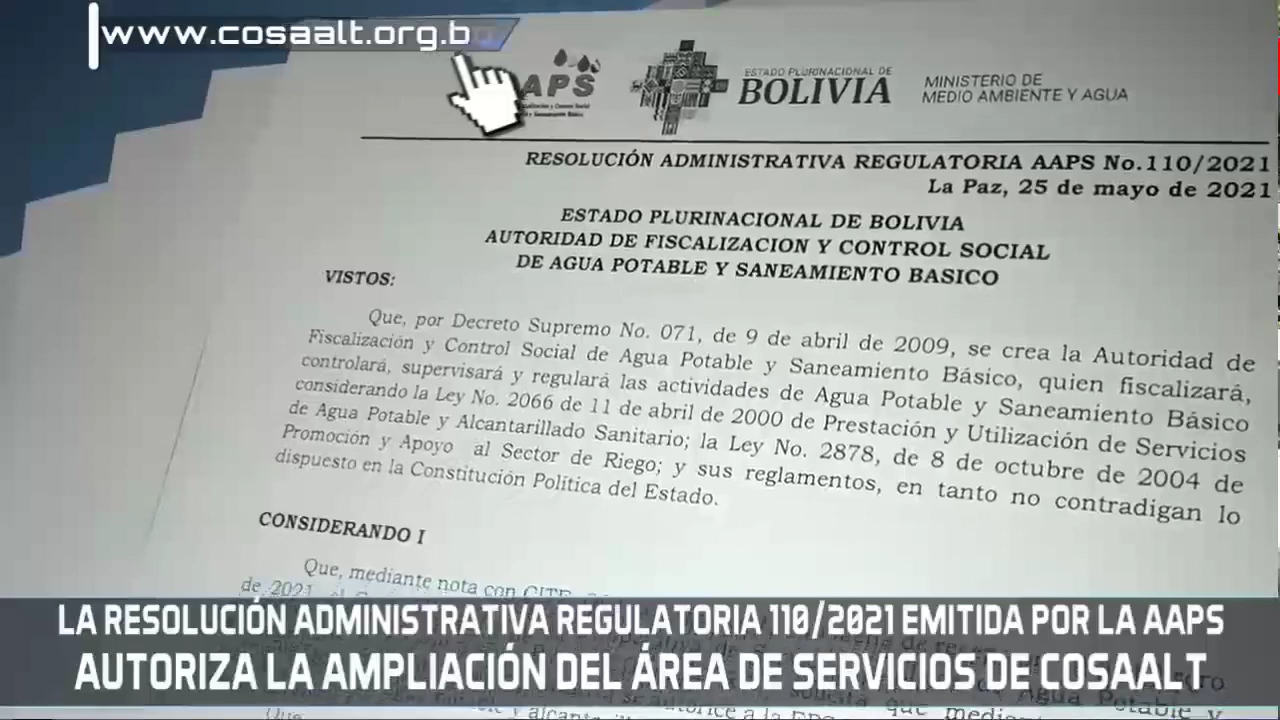 www.cosaalt.org.b
APS
ESTADO PLURINACIONAL DE
BOLIVIA
MINISTERIO DE
MEDIO AMBIENTE Y AGUA
RESOLUCIÓN ADMINISTRATIVA REGULATORIA AAPS No.110/2021
La Paz, 25 de mayo de 2021
ESTADO PLURINACIONAL DE BOLIVIA
AUTORIDAD DE FISCALIZACION Y CONTROL SOCIAL
DE AGUA POTABLE Y SANEAMIENTO BASICO
VISTOS:
Que, por Decreto Supremo No. 071, de 9 de abril de 2009, se crea la Autoridad de
Fiscalización y Control Social de Agua Potable y Saneamiento Básico, quien fiscalizará,
controlará, supervisará y regulará las actividades de Agua Potable y Saneamiento Básico
considerando la Ley No. 2066 de 11 de abril de 2000 de Prestación y Utilización de Servicios
de Agua Potable y Alcantarillado Sanitario; la Ley No. 2878, de 8 de octubre de 2004 de
Promoción y Apoyo al Sector de Riego; y sus reglamentos, en tanto no contradigan lo
dispuesto en la Constitución Política del Estado.
CONSIDERANDO I
Que, mediante nota con CITE
de 2021
LA RESOLUCIÓN ADMINISTRATIVA REGULATORIA 110/2021 EMITIDA POR LA AAPS
AUTORIZA LA AMPLIACIÓN DEL ÁREA DE SERVICIOS DE COSAALT